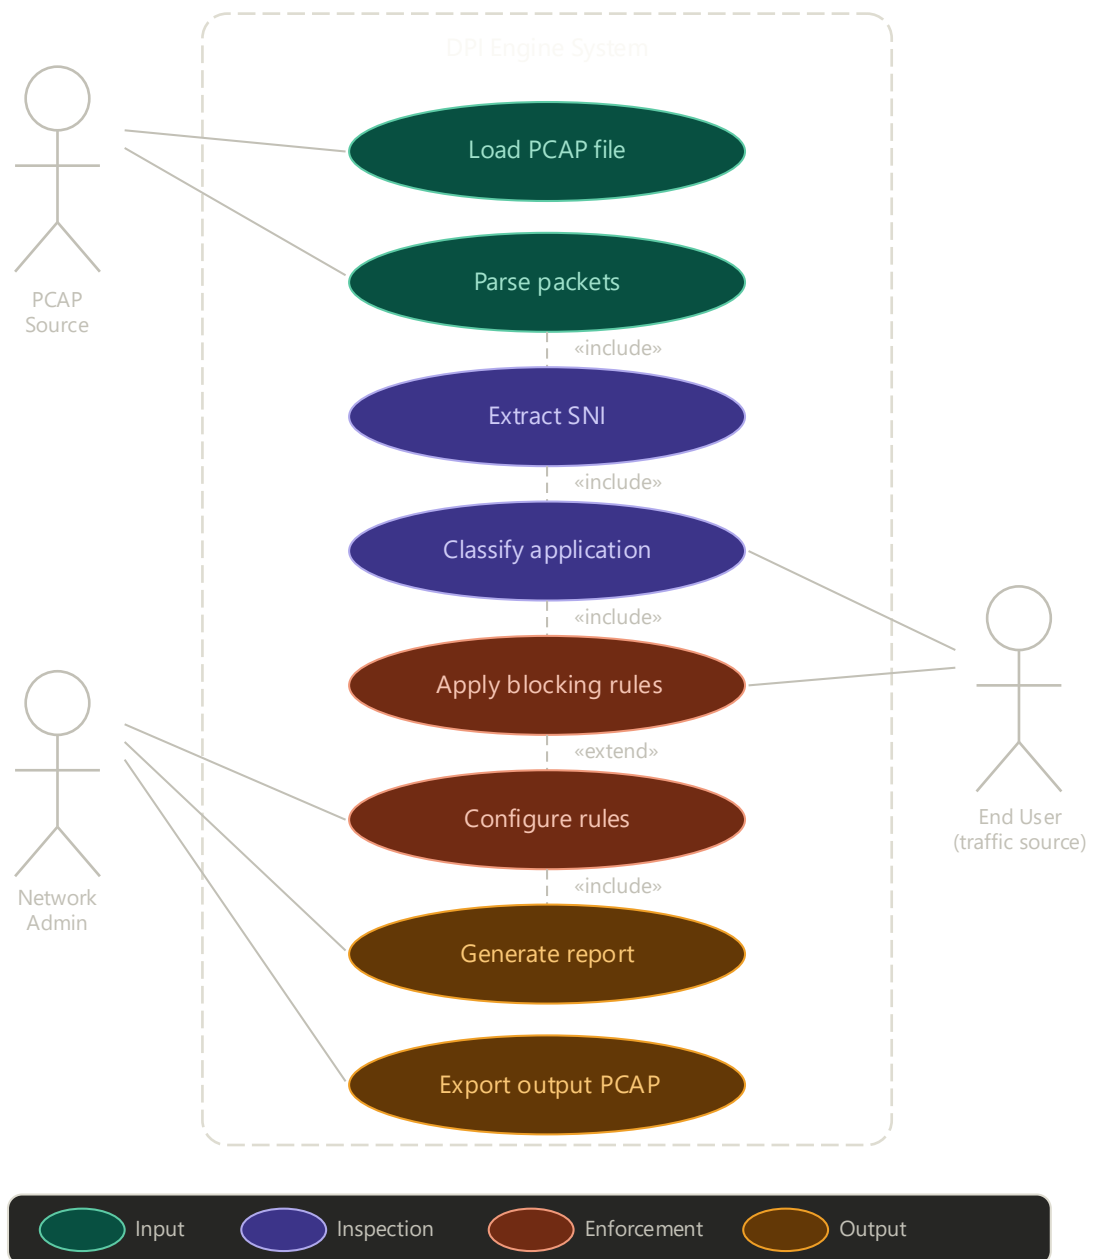 DPI Engine System
Load PCAP file
PCAP
Source
Parse packets
«include»
Extract SNI
«include»
Classify application
«include»
Apply blocking rules
«extend»
End User
(traffic source)
Configure rules
Network
Admin
«include»
Generate report
Export output PCAP
Input
Inspection
Enforcement
Output